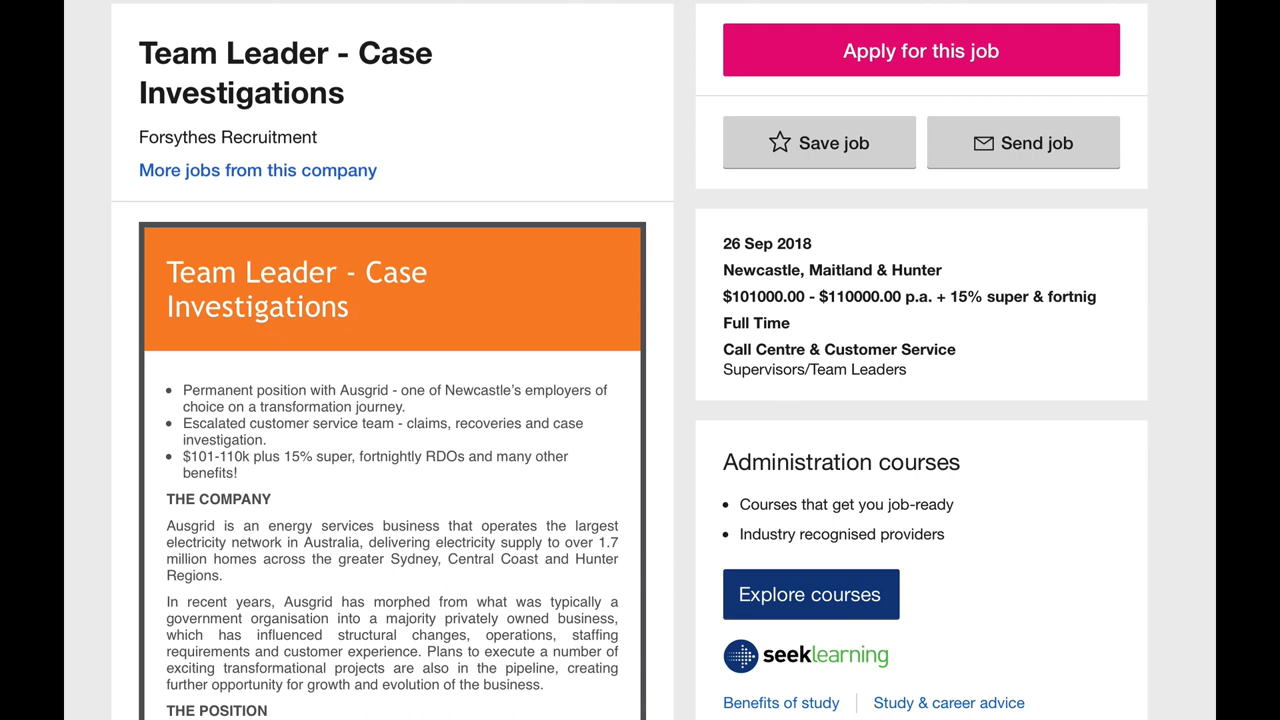 Team Leader - Case
Investigations
Forsythes Recruitment
More jobs from this company
Team Leader - Case
Investigations
Permanent position with Ausgrid - one of Newcastle's employers of
choice on a transformation journey.
Escalated customer service team - claims, recoveries and case
investigation.
$101-110k plus 15% super, fortnightly RDOs and many other
benefits!
THE COMPANY
Ausgrid is an energy services business that operates the largest
electricity network in Australia, delivering electricity supply to over 1.7
million homes across the greater Sydney, Central Coast and Hunter
Regions.
In recent years, Ausgrid has morphed from what was typically a
government organisation into a majority privately owned business,
which has influenced structural changes, operations, staffing
requirements and customer experience. Plans to execute a number of
exciting transformational projects are also in the pipeline, creating
further opportunity for growth and evolution of the business.
THE POSITION
Apply for this job
Save job
Send job
26 Sep 2018
Newcastle, Maitland & Hunter
$101000.00 - $110000.00 p.a. + 15% super & fortnig
Full Time
Call Centre & Customer Service
Supervisors/Team Leaders
Administration courses
Courses that get you job-ready
Industry recognised providers
Explore courses
seeklearning
Benefits of study
Study & career advice